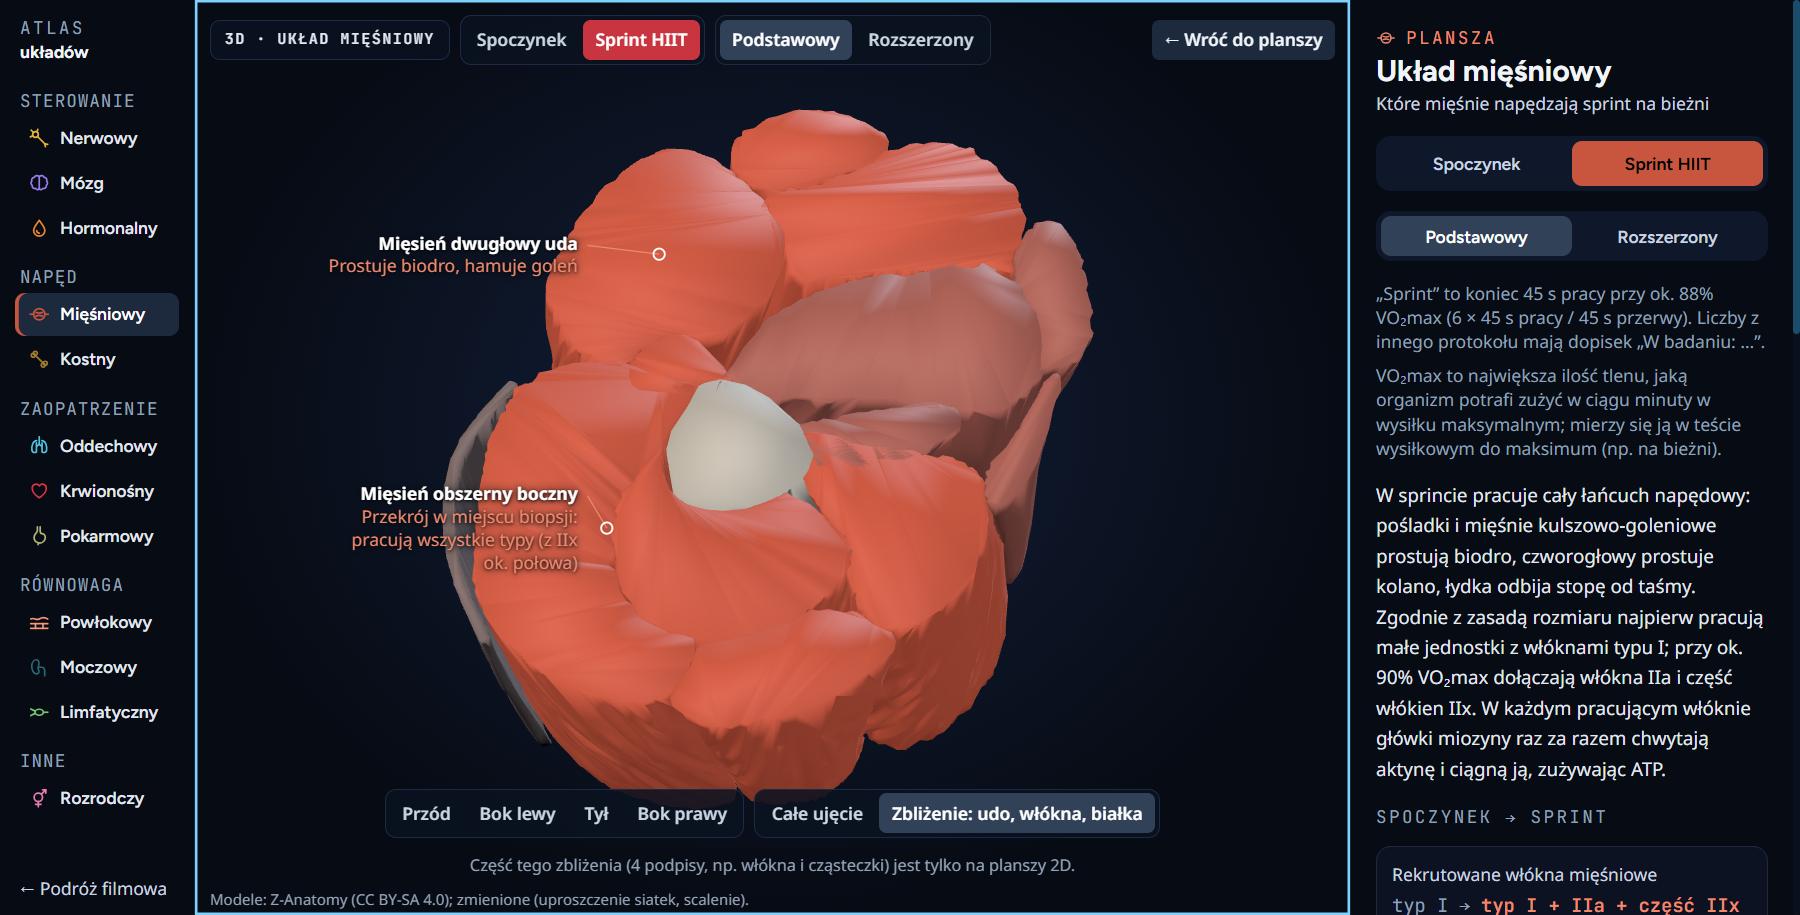 ATLAS
układów
STEROWANIE
Nerwowy
Mózg
Hormonalny
NAPĘD
Mięśniowy
Kostny
ZAOPATRZENIE
Oddechowy
Krwionośny
Pokarmowy
RÓWNOWAGA
Powłokowy
Moczowy
Limfatyczny
INNE
Rozrodczy
← Podróż filmowa
3D · UKŁAD MIĘŚNIOWY
Spoczynek
Sprint HIIT
Podstawowy
Rozszerzony
← Wróć do planszy
Mięsień dwugłowy uda
Prostuje biodro, hamuje goleń
Mięsień obszerny boczny
Przekrój w miejscu biopsji:
pracują wszystkie typy (z IIx
ok. połowa)
Przód
Bok lewy
Tył
Bok prawy
Całe ujęcie
Zbliżenie: udo, włókna, białka
Część tego zbliżenia (4 podpisy, np. włókna i cząsteczki) jest tylko na planszy 2D.
Modele: Z-Anatomy (CC BY-SA 4.0); zmienione (uproszczenie siatek, scalenie).
PLANSZA
Układ mięśniowy
Które mięśnie napędzają sprint na bieżni
Spoczynek
Sprint HIIT
Podstawowy
Rozszerzony
„Sprint” to koniec 45 s pracy przy ok. 88%
VO₂max (6 × 45 s pracy / 45 s przerwy). Liczby z
innego protokołu mają dopisek „W badaniu: ...”.
VO₂max to największa ilość tlenu, jaką
organizm potrafi zużyć w ciągu minuty w
wysiłku maksymalnym; mierzy się ją w teście
wysiłkowym do maksimum (np. na bieżni).
W sprincie pracuje cały łańcuch napędowy:
pośladki i mięśnie kulszowo-goleniowe
prostują biodro, czworogłowy prostuje
kolano, łydka odbija stopę od taśmy.
Zgodnie z zasadą rozmiaru najpierw pracują
małe jednostki z włóknami typu I; przy ok.
90% VO₂max dołączają włókna IIa i część
włókien IIx. W każdym pracującym włóknie
główki miozyny raz za razem chwytają
aktynę i ciągną ją, zużywając ATP.
SPOCZYNEK → SPRINT
Rekrutowane włókna mięśniowe
typ I → typ I + IIa + część IIx